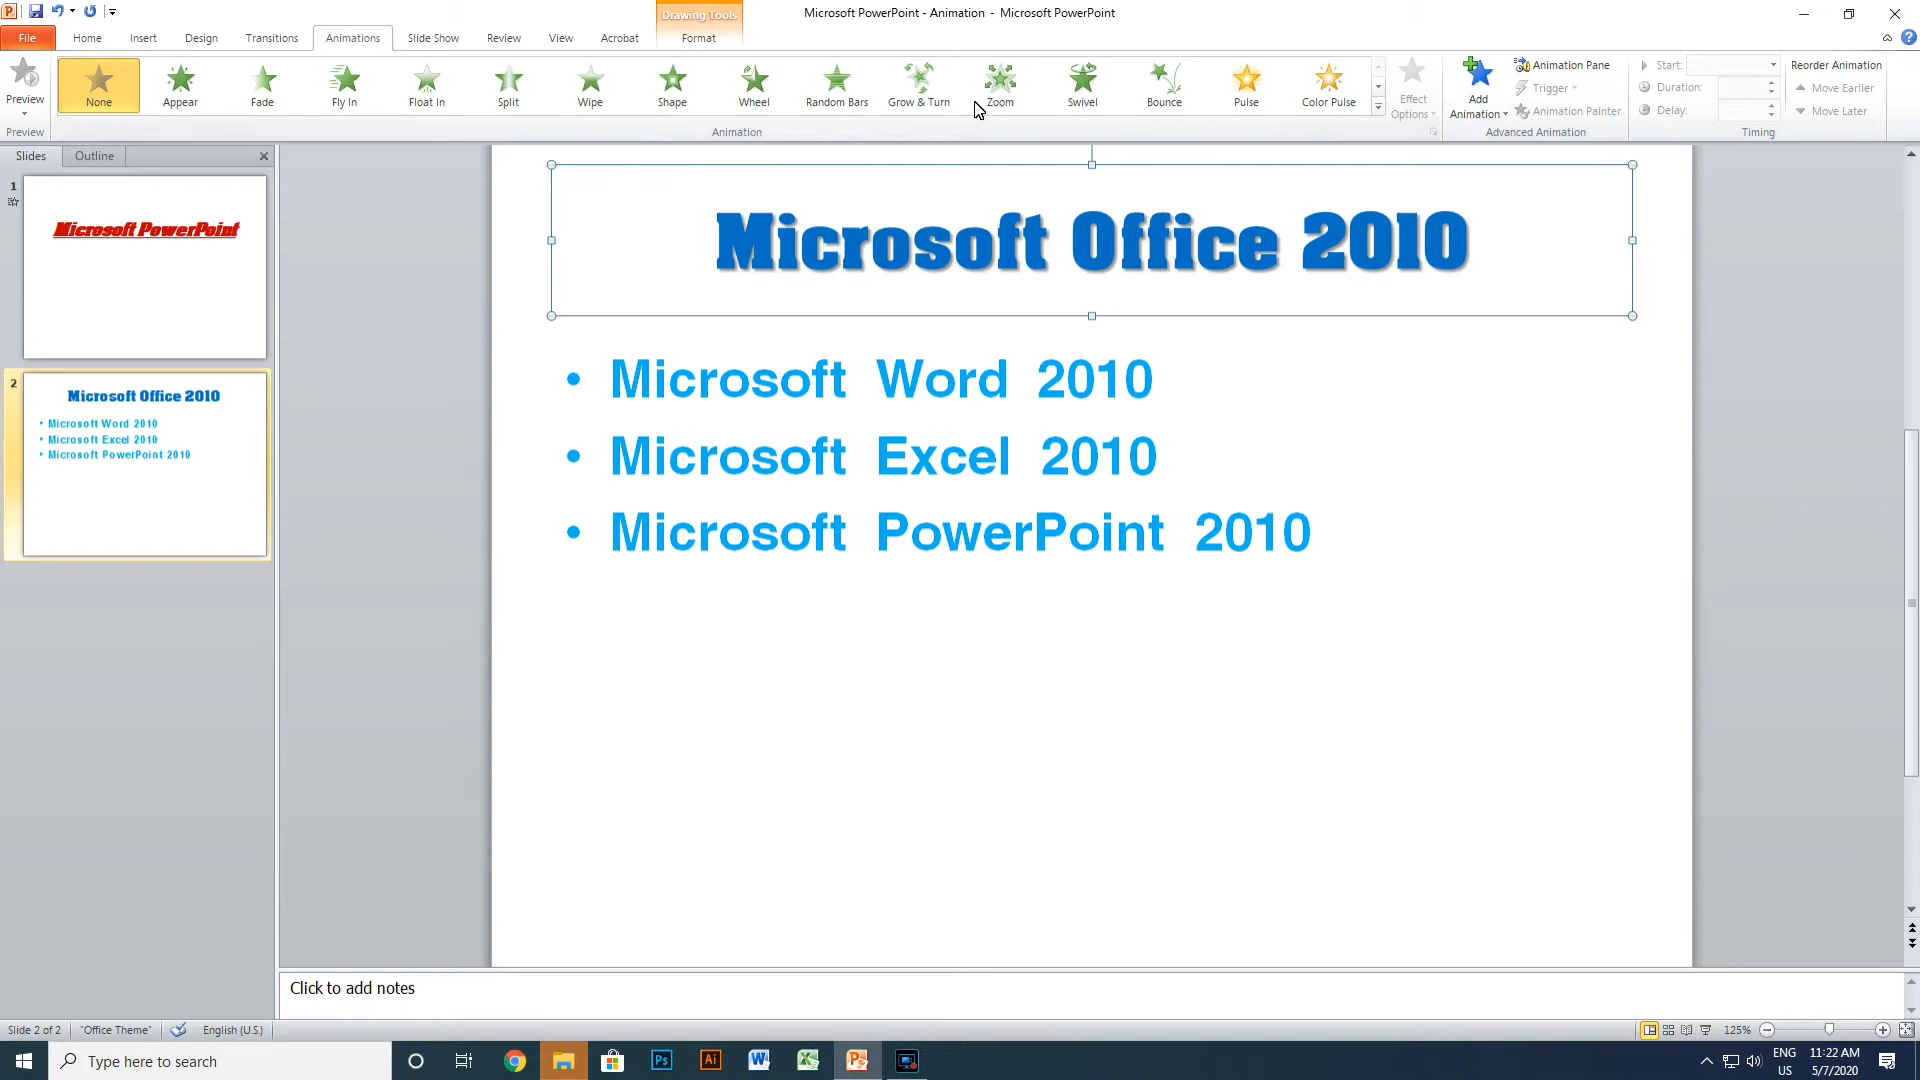 Drawing Tools
Microsoft PowerPoint - Animation - Microsoft PowerPoint
File Home Insert Design Transitions Animations Slide Show Review View Acrobat Format
Preview None Appear Fade Fly In Float In Split Wipe Shape Wheel Random Bars Grow & Turn Zoom Swivel Bounce Pulse Color Pulse
Effect Options
Add Animation
Animation Pane
Trigger
Animation Painter
Start:
Duration:
Delay:
Reorder Animation
Move Earlier
Move Later
Preview Animation Advanced Animation Timing
Slides Outline
1
Microsoft PowerPoint
2
Microsoft Office 2010
• Microsoft Word 2010
• Microsoft Excel 2010
• Microsoft PowerPoint 2010
Microsoft Office 2010
• Microsoft Word 2010
• Microsoft Excel 2010
• Microsoft PowerPoint 2010
Click to add notes
Slide 2 of 2 "Office Theme" English (U.S.) 125%
Type here to search
Ps Ai
ENG
US
11:22 AM
5/7/2020